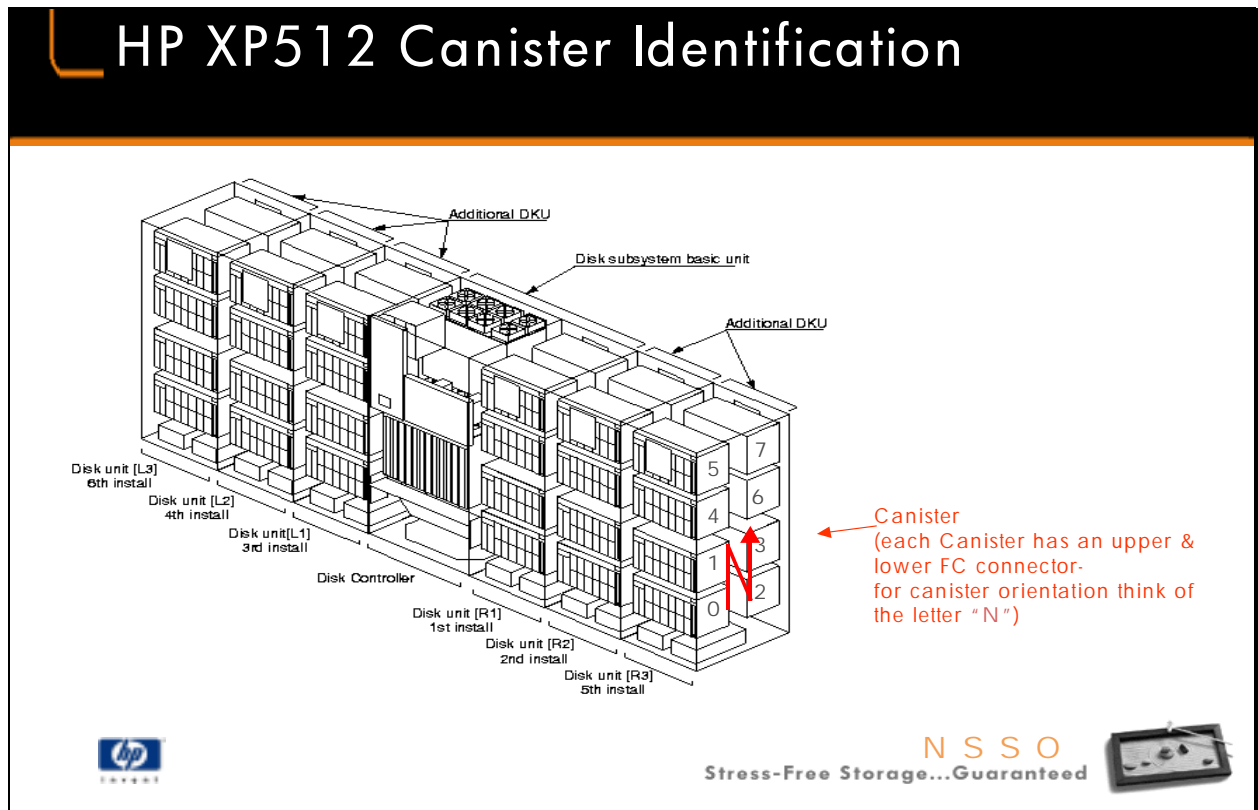 HP XP512 Canister Identification
Additional DKU
Disk subsystem basic unit
Additional DKU
5
7
4
6
1
3
0
2
Disk unit [L3]
6th install
Disk unit [L2]
4th install
Disk unit[L1]
3rd install
Disk Controller
Disk unit [R1]
1st install
Disk unit [R2]
2nd install
Disk unit [R3]
5th install
Canister
(each Canister has an upper &
lower FC connector-
for canister orientation think of
the letter “N”)
hp
invent
NSSO
Stress-Free Storage...Guaranteed